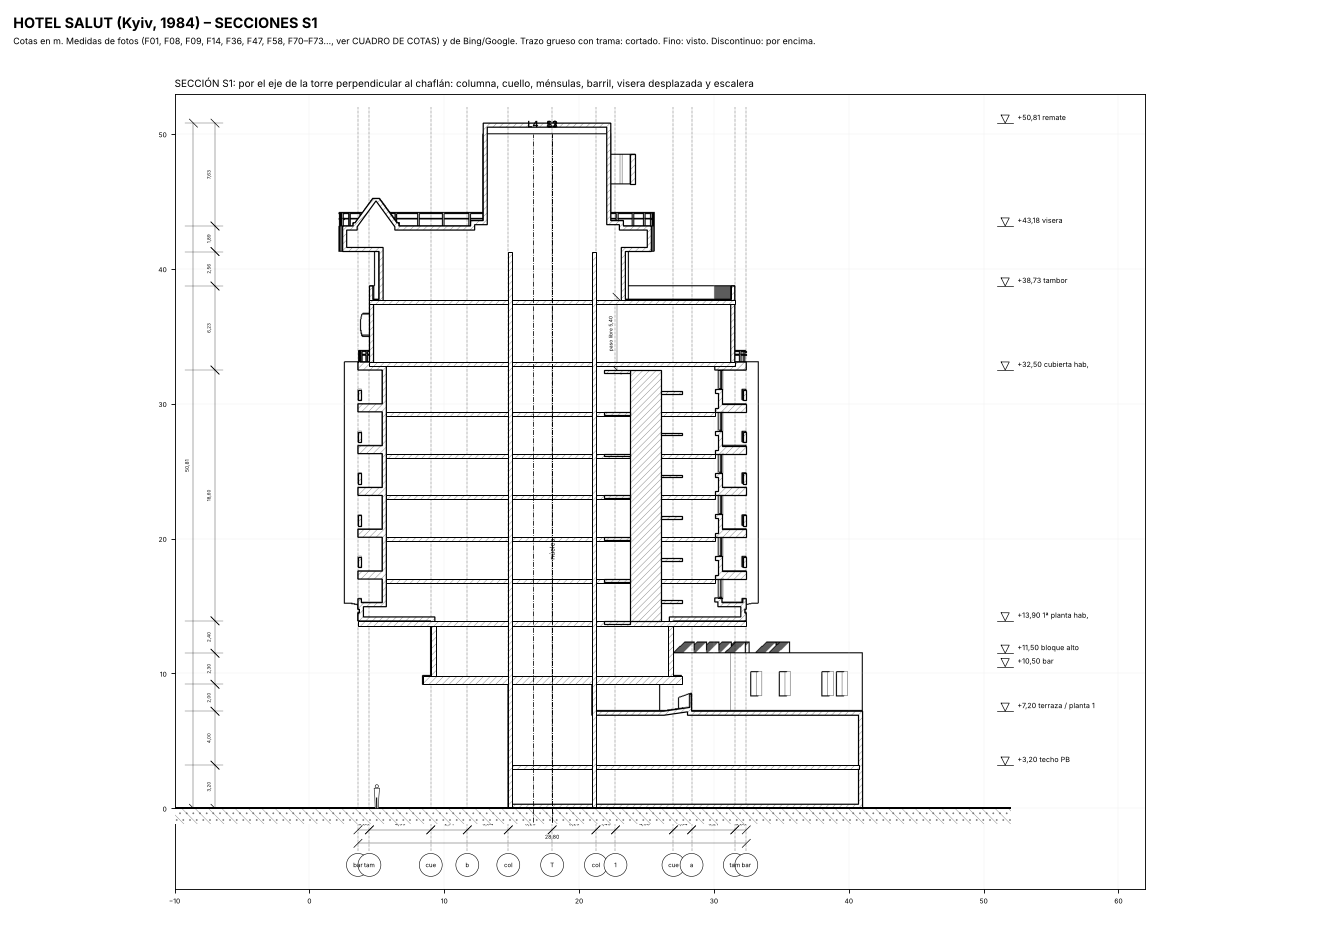 HOTEL SALUT (Kyiv, 1984) – SECCIONES S1
Cotas en m. Medidas de fotos (F01, F08, F09, F14, F36, F47, F58, F70–F73..., ver CUADRO DE COTAS) y de Bing/Google. Trazo grueso con trama: cortado. Fino: visto. Discontinuo: por encima.
SECCIÓN S1: por el eje de la torre perpendicular al chaflán: columna, cuello, ménsulas, barril, visera desplazada y escalera
50
40
30
20
10
0
7,63
2,56
6,23
50,81
18,60
2,40
2,30
2,00
4,00
3,20
L4
paso libre 5,40
+50,81 remate
+43,18 visera
+38,73 tambor
+32,50 cubierta hab,
+13,90 1ª planta hab,
+11,50 bloque alto
+10,50 bar
+7,20 terraza / planta 1
+3,20 techo PB
28,80
bar tam cue b col T col 1 cue a tam bar
−10 0 10 20 30 40 50 60